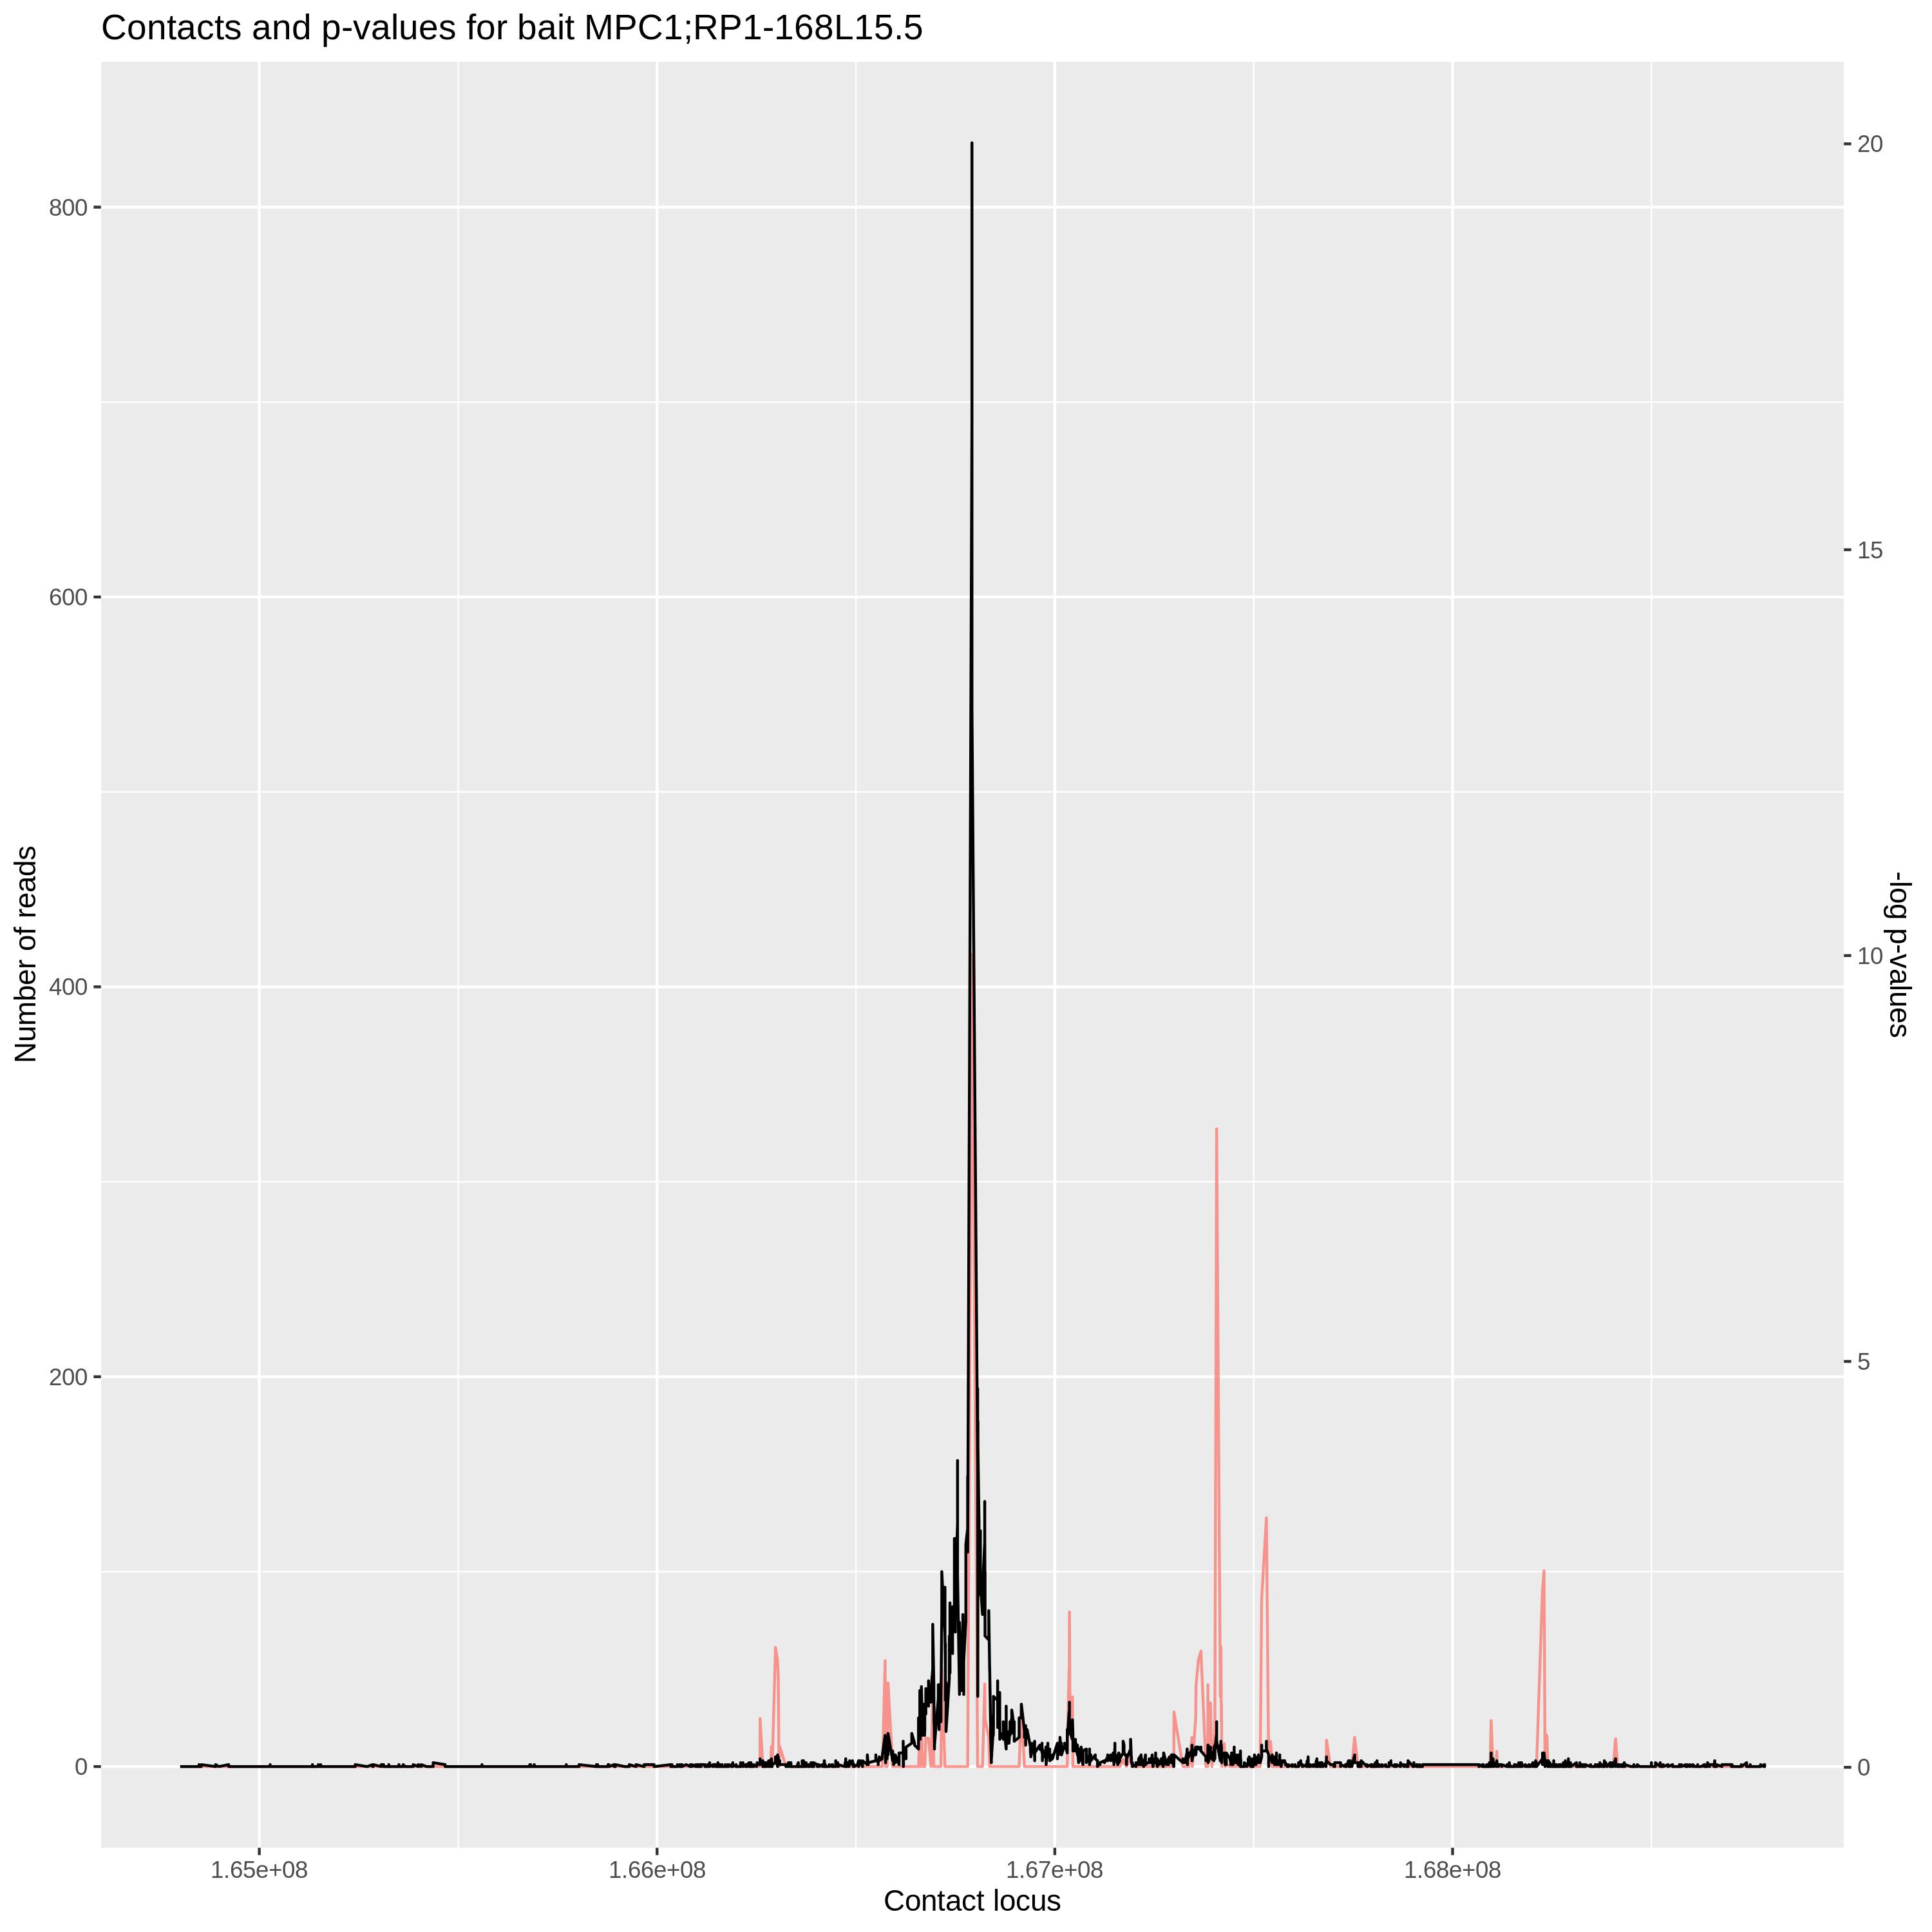 Contacts and p-values for bait MPC1;RP1-168L15.5
800
600
400
200
0
Number of reads
20
15
10
5
0
-log p-values
1.65e+08
1.66e+08
1.67e+08
1.68e+08
Contact locus